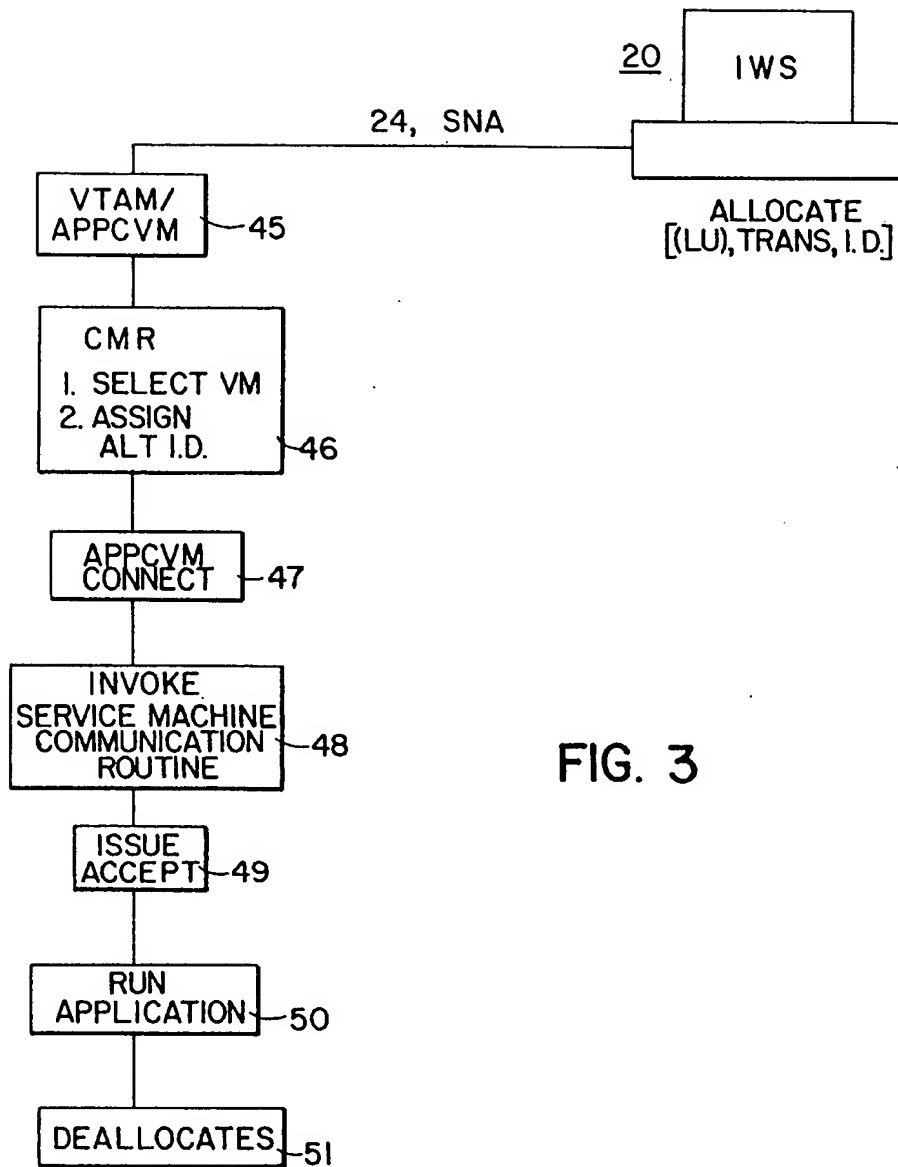 20
IWS
24, SNA
ALLOCATE
[(LU), TRANS, I.D.]
VTAM/
APPCVM
45
CMR
1. SELECT VM
2. ASSIGN
ALT I.D.
46
APPCVM
CONNECT
47
INVOKE
SERVICE MACHINE
COMMUNICATION
ROUTINE
48
ISSUE
ACCEPT
49
RUN
APPLICATION
50
DEALLOCATES
51
FIG. 3